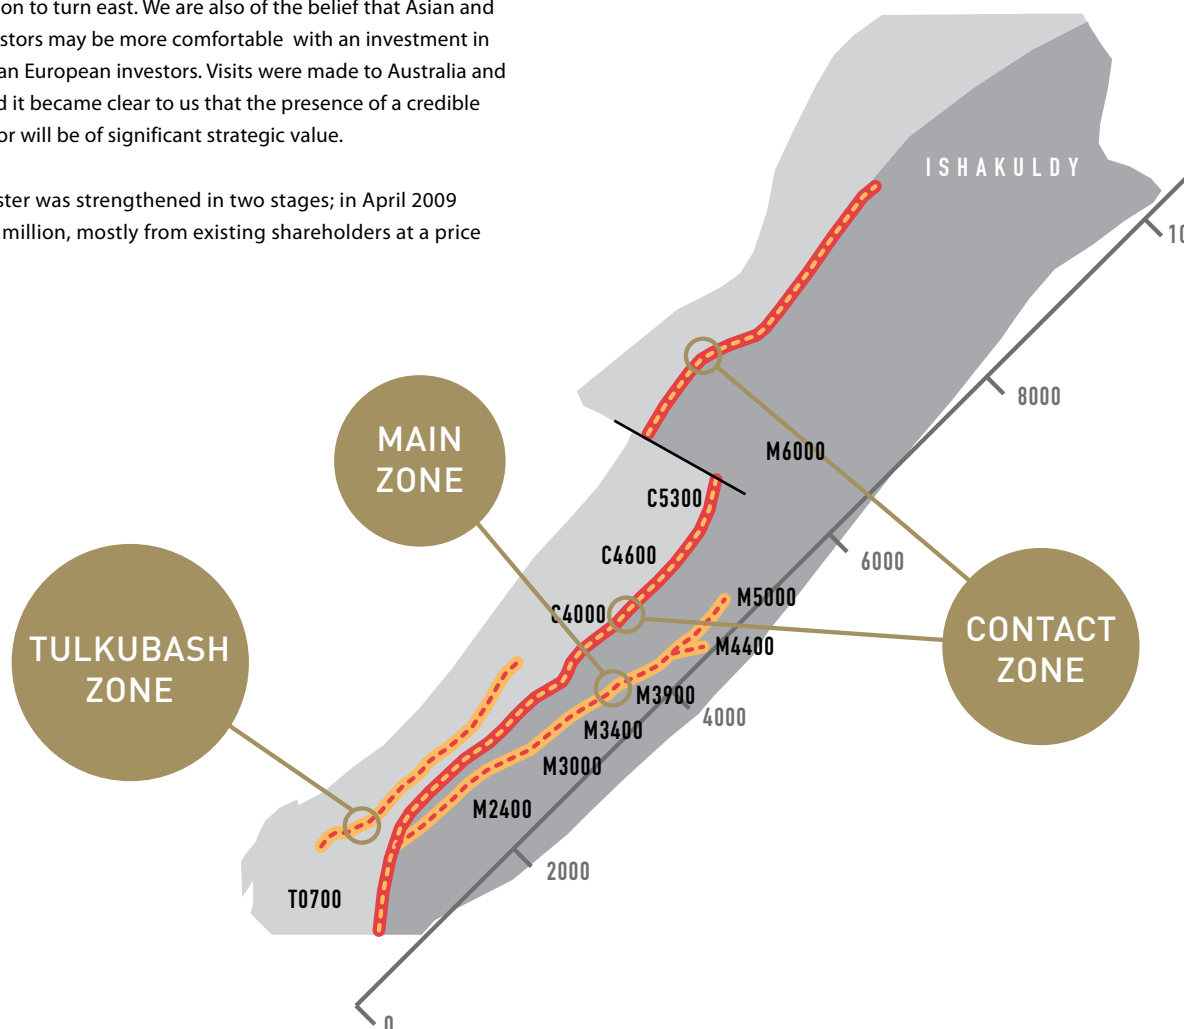 on to turn east. We are also of the belief that Asian and
stors may be more comfortable with an investment in
an European investors. Visits were made to Australia and
d it became clear to us that the presence of a credible
or will be of significant strategic value.
ster was strengthened in two stages; in April 2009
million, mostly from existing shareholders at a price
ISHAKULDY
10
8000
MAIN
ZONE
M6000
C5300
C4600
6000
M5000
C4000
CONTACT
ZONE
TULKUBASH
ZONE
M4400
M3900
4000
M3400
M3000
M2400
2000
T0700
0